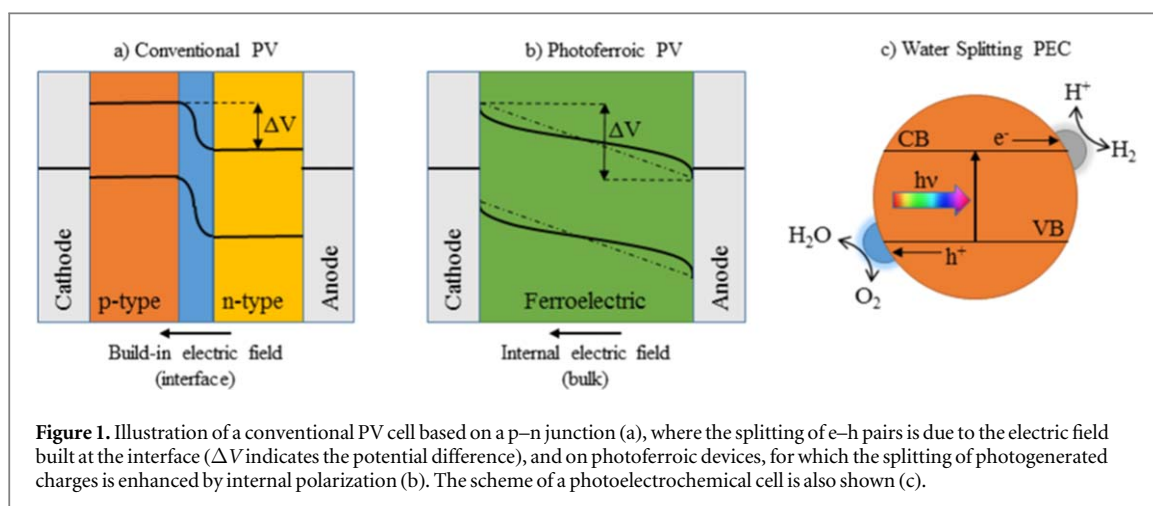 a) Conventional PV
b) Photoferroic PV
c) Water Splitting PEC
ΔV
Cathode
p-type
n-type
Anode
Build-in electric field
(interface)
ΔV
Cathode
Ferroelectric
Anode
Internal electric field
(bulk)
H⁺
CB
e⁻
H₂
hν
VB
H₂O
h⁺
O₂
Figure 1. Illustration of a conventional PV cell based on a p–n junction (a), where the splitting of e–h pairs is due to the electric field
built at the interface (ΔV indicates the potential difference), and on photoferroic devices, for which the splitting of photogenerated
charges is enhanced by internal polarization (b). The scheme of a photoelectrochemical cell is also shown (c).